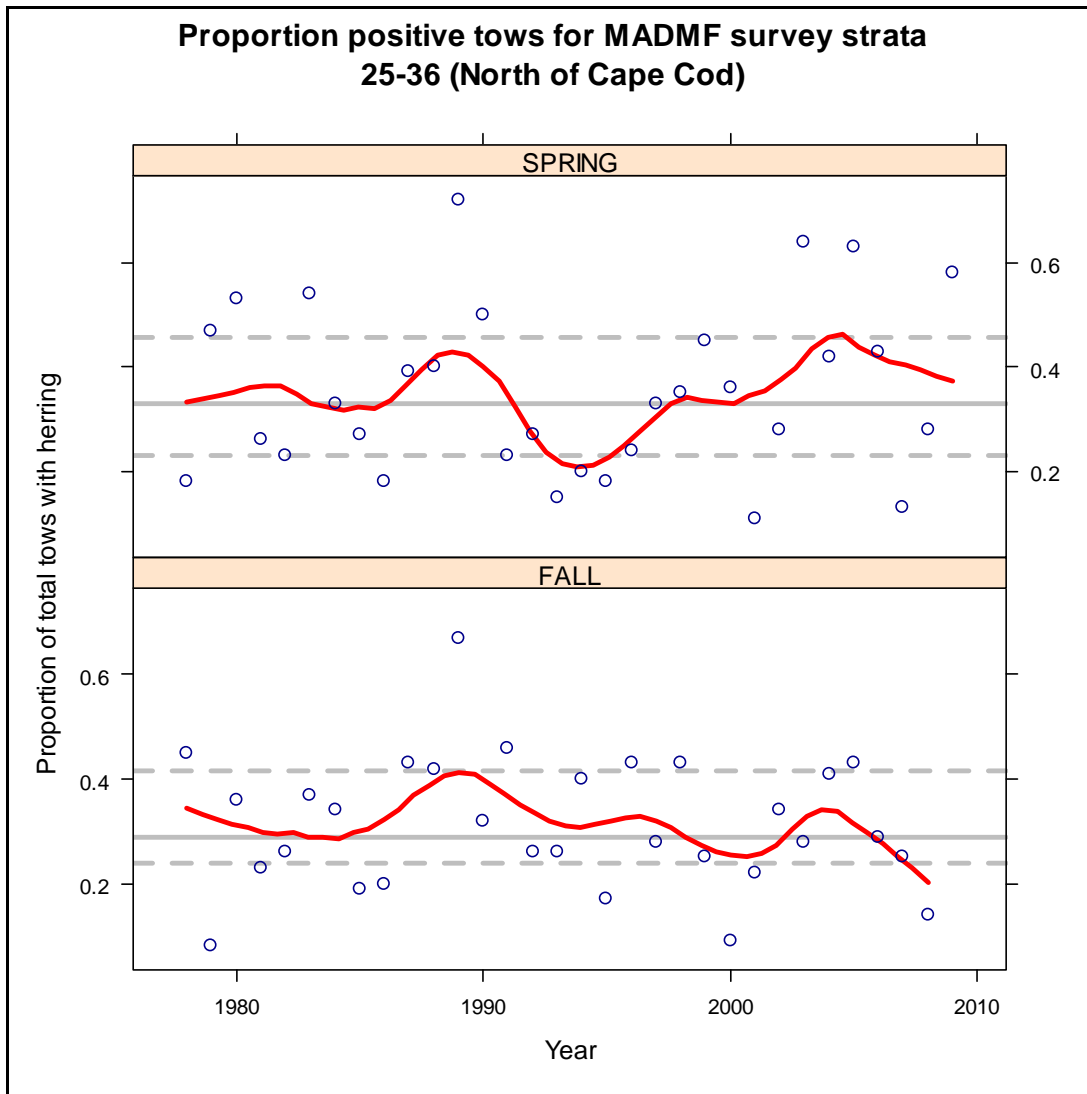 Proportion positive tows for MADMF survey strata
25-36 (North of Cape Cod)
SPRING
0.6
0.4
0.2
FALL
0.6
0.4
0.2
Proportion of total tows with herring
1980
1990
2000
2010
Year